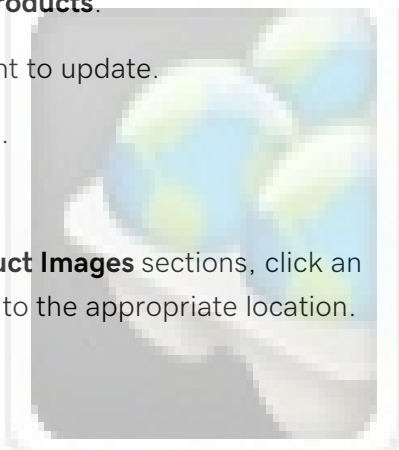 roducts.
nt to update.
.
uct Images sections, click an
to the appropriate location.